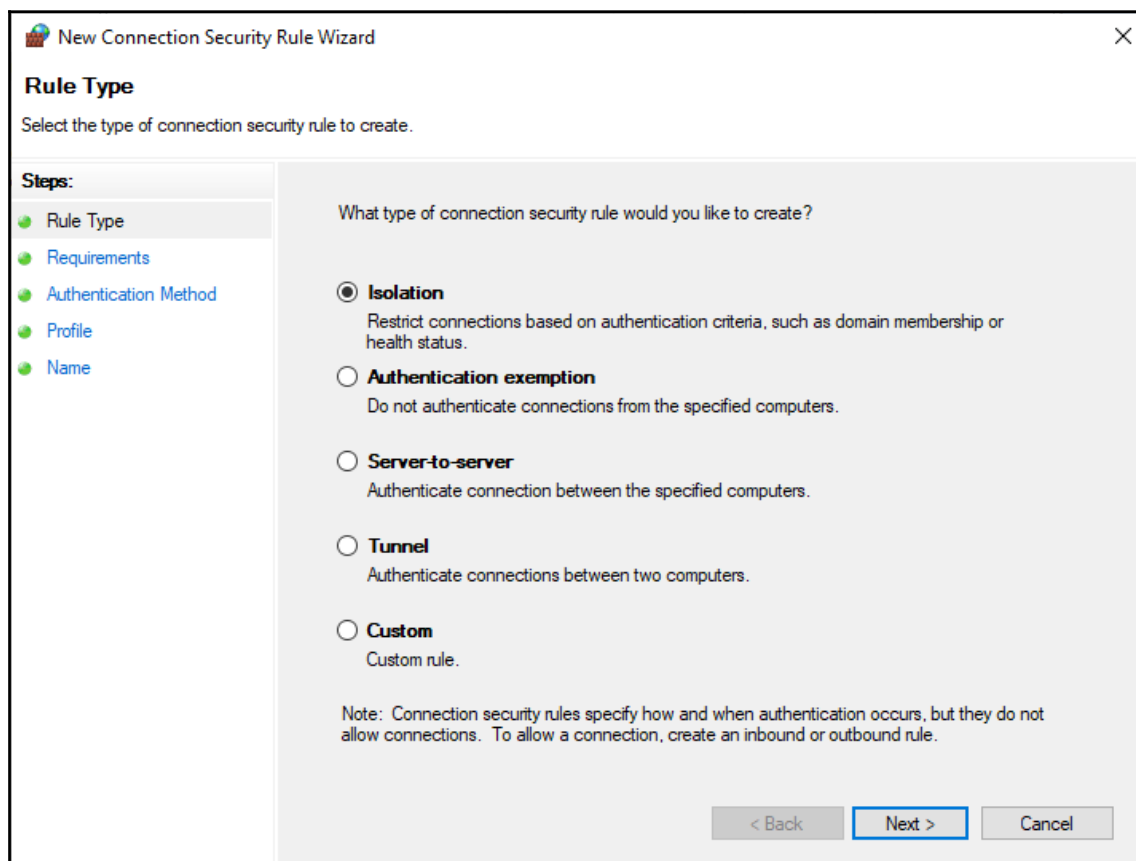 New Connection Security Rule Wizard
Rule Type
Select the type of connection security rule to create.
Steps:
Rule Type
Requirements
Authentication Method
Profile
Name
What type of connection security rule would you like to create?
Isolation
Restrict connections based on authentication criteria, such as domain membership or
health status.
Authentication exemption
Do not authenticate connections from the specified computers.
Server-to-server
Authenticate connection between the specified computers.
Tunnel
Authenticate connections between two computers.
Custom
Custom rule.
Note:  Connection security rules specify how and when authentication occurs, but they do not
allow connections.  To allow a connection, create an inbound or outbound rule.
< Back
Next >
Cancel